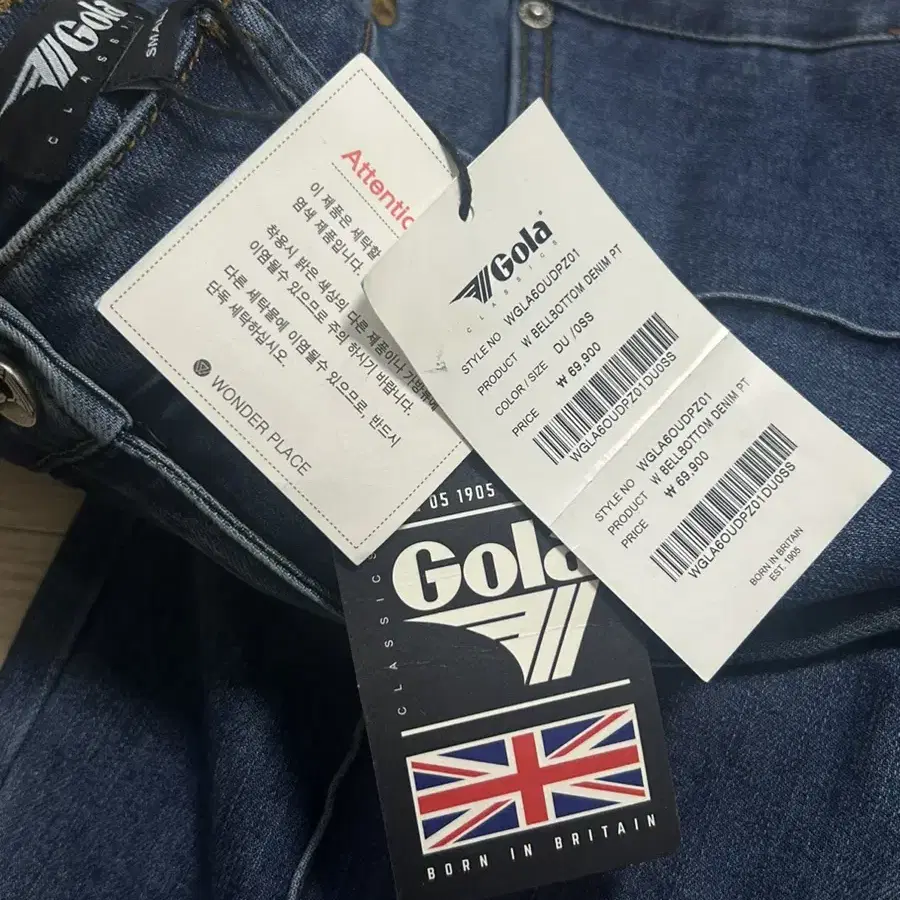 Gola
CLASSICS
Attentio
이 제품은 세탁할
염색 제품입니다.
착용시 밝은 색상의 다른 제품이나 가방류에
이염될수 있으므로 주의 하시기 바랍니다.
다른 세탁물에 이염될수 있으므로, 반드시
단독 세탁하십시오.
WONDER PLACE
Gola
CLASSICS
STYLE NO WGLA6OUDPZ01
PRODUCT W BELLBOTTOM DENIM PT
COLOR / SIZE DU /0SS
PRICE ₩ 69,900
WGLA6OUDPZ01DU0SS
STYLE NO WGLA6OUDPZ01
PRODUCT W BELLBOTTOM DENIM PT
PRICE ₩ 69,900
WGLA6OUDPZ01DU0SS
BORN IN BRITAIN
EST. 1905
05 1905
Gola
CLASSICS
BORN IN BRITAIN